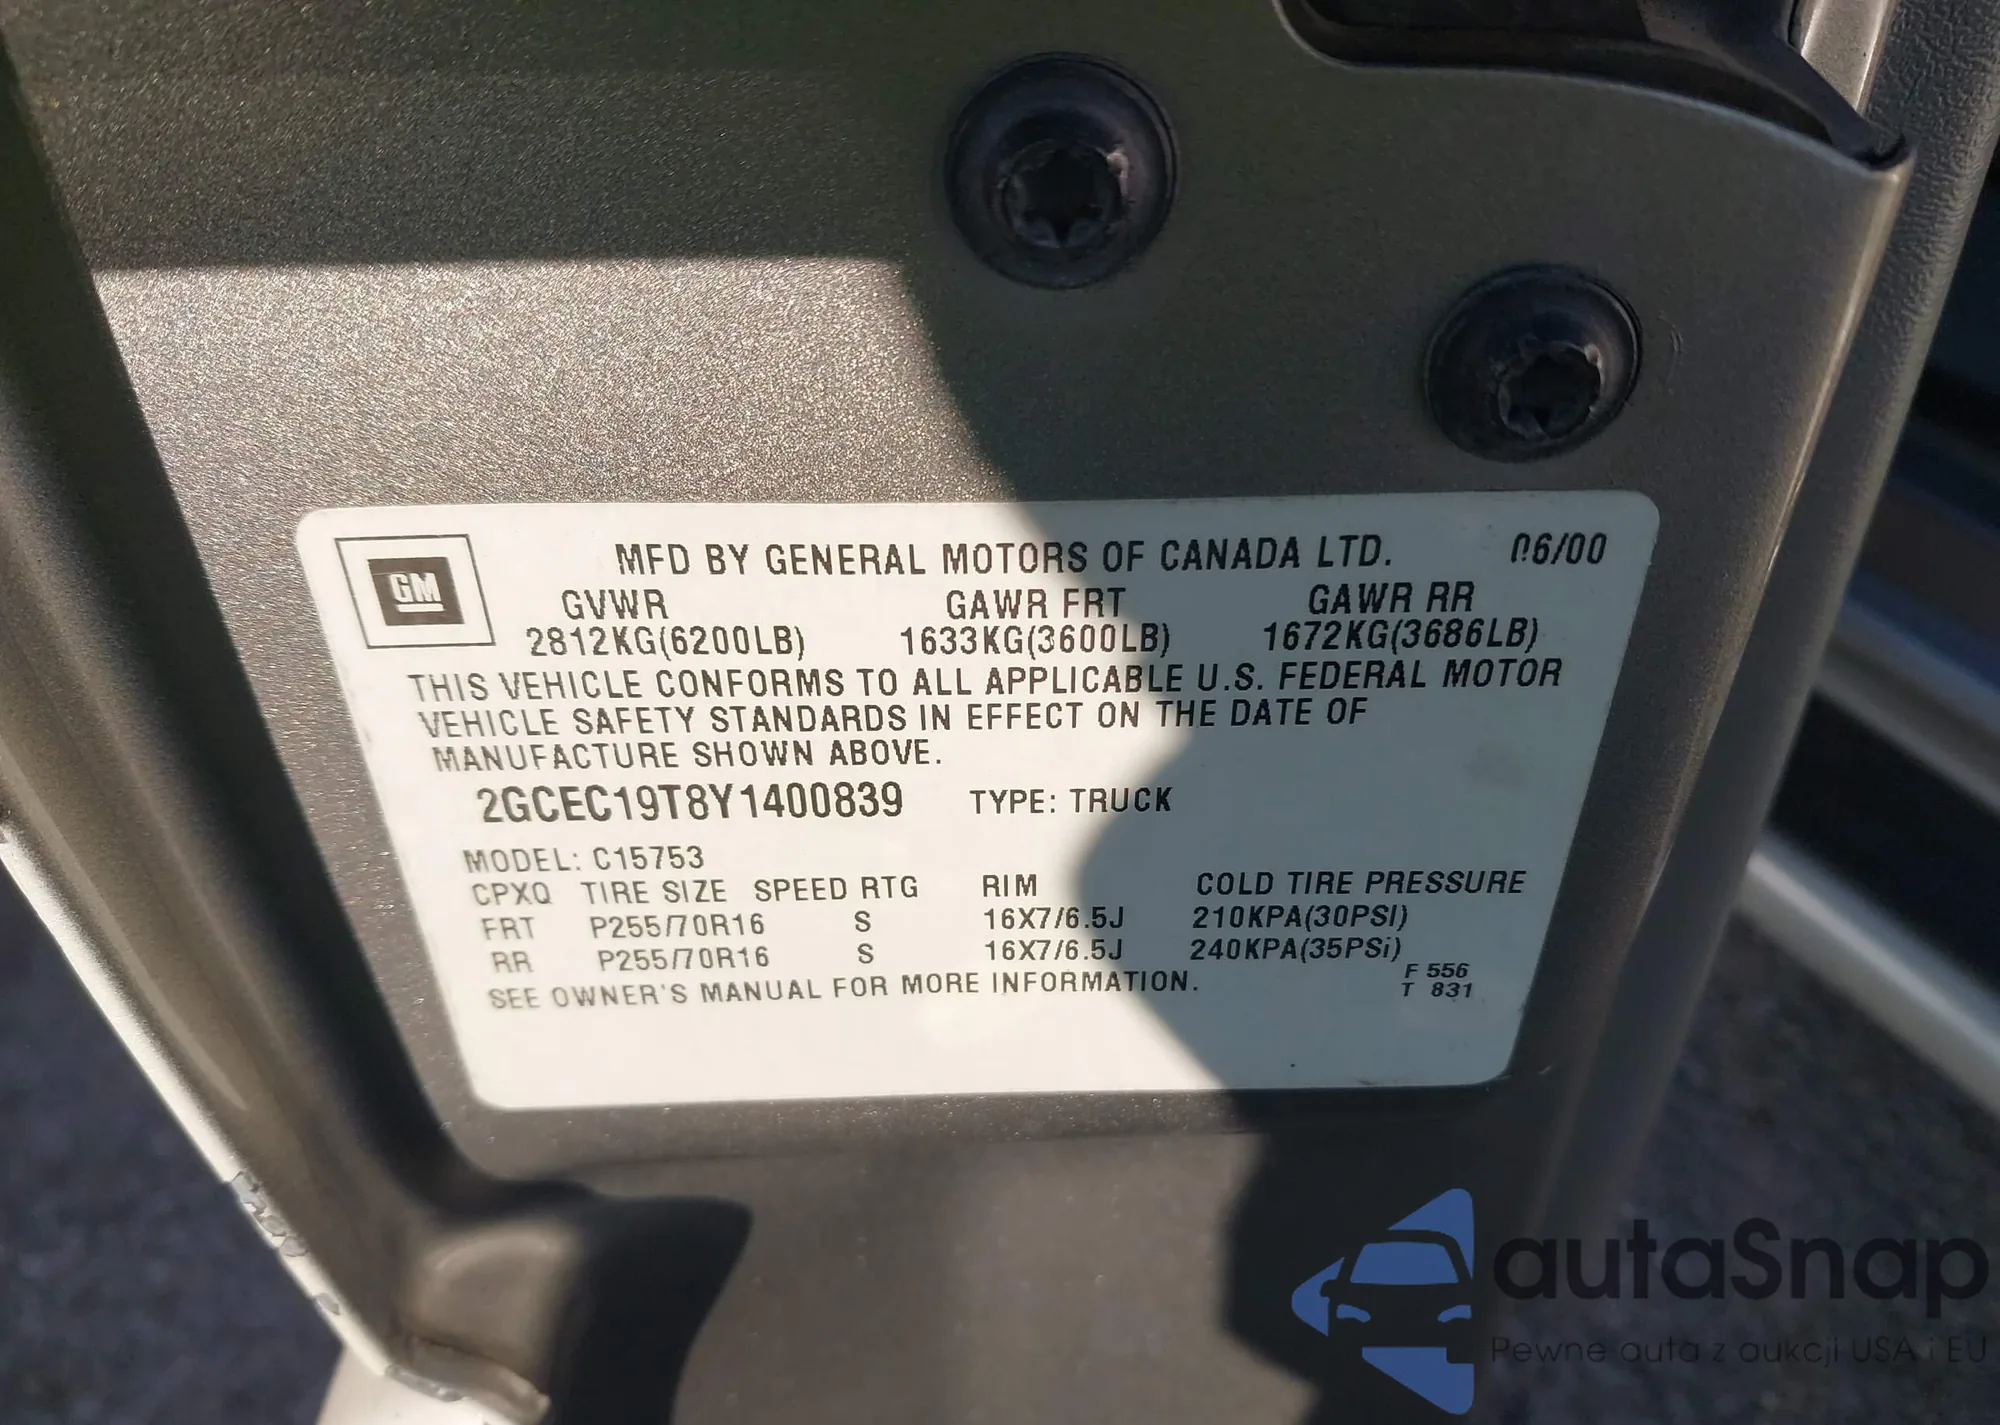 GM
MFD BY GENERAL MOTORS OF CANADA LTD. 06/00
GVWR GAWR FRT GAWR RR
2812KG(6200LB) 1633KG(3600LB) 1672KG(3686LB)
THIS VEHICLE CONFORMS TO ALL APPLICABLE U.S. FEDERAL MOTOR
VEHICLE SAFETY STANDARDS IN EFFECT ON THE DATE OF
MANUFACTURE SHOWN ABOVE.
2GCEC19T8Y1400839 TYPE: TRUCK
MODEL: C15753
CPXQ TIRE SIZE SPEED RTG RIM COLD TIRE PRESSURE
FRT P255/70R16 S 16X7/6.5J 210KPA(30PSI)
RR P255/70R16 S 16X7/6.5J 240KPA(35PSi)
SEE OWNER'S MANUAL FOR MORE INFORMATION.
F 556
T 831
autaSnap
Pewne auta z aukcji USA i EU